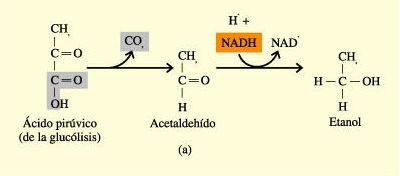 CH₃
C=O
C=O
OH
Ácido pirúvico
(de la glucólisis)
CO₂
CH₃
C=O
H
Acetaldehído
H⁺ +
NADH
NAD⁺
CH₃
H–C–OH
H
Etanol
(a)